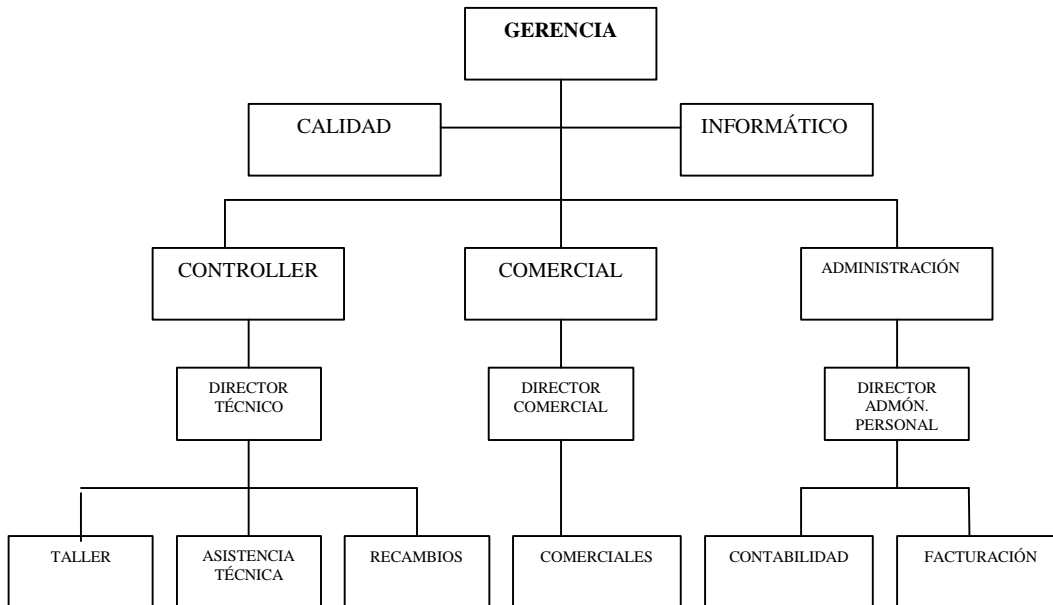 GERENCIA
CALIDAD
INFORMÁTICO
CONTROLLER
COMERCIAL
ADMINISTRACIÓN
DIRECTOR
TÉCNICO
DIRECTOR
COMERCIAL
DIRECTOR
ADMÓN.
PERSONAL
TALLER
ASISTENCIA
TÉCNICA
RECAMBIOS
COMERCIALES
CONTABILIDAD
FACTURACIÓN